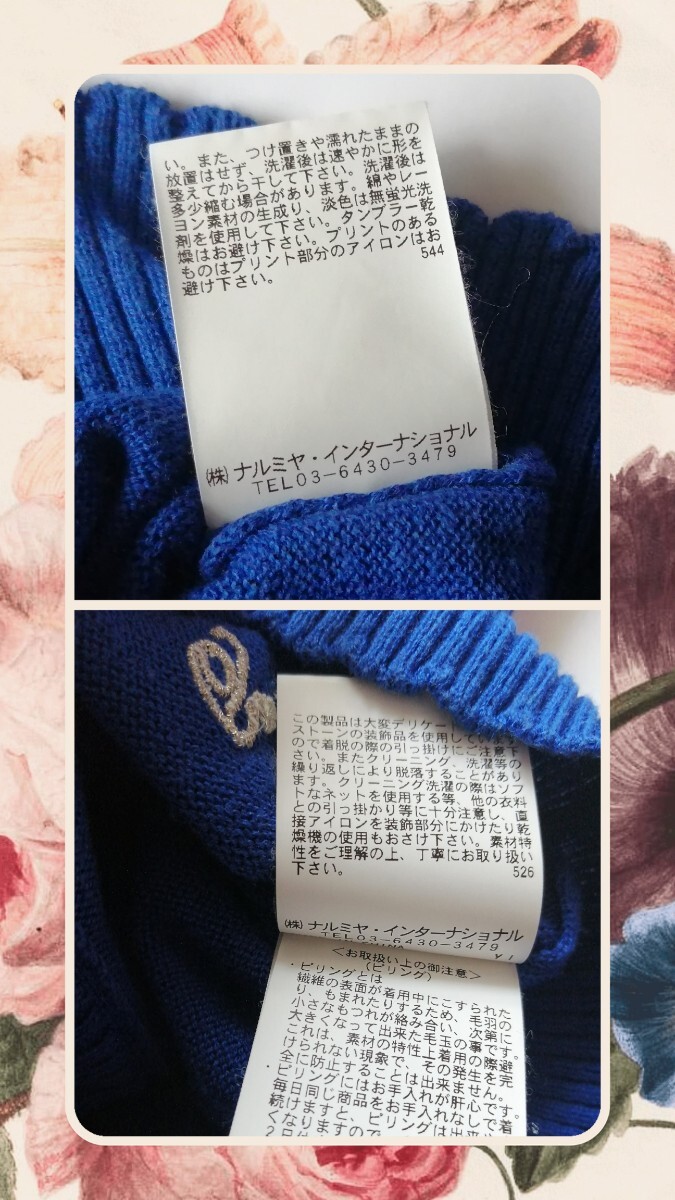 い。また、つけ置きや濡れたままの
放置はせず、洗濯後は速やかに形を
整えてから干して下さい。洗濯後は
多少縮む場合があります。綿やレー
ヨン素材の生成り、淡色は無蛍光洗
剤を使用して下さい。タンブラー乾
燥はお避け下さい。プリントのある
ものはプリント部分のアイロンはお
避け下さい。
544
(株)ナルミヤ・インターナショナル
TEL03-6430-3479
この製品は大変デリケート
ストーンの装飾品を使用しています
ので着脱の際の引っ掛けにご注意下
さい。またクリーニング、洗濯等の
繰り返しにより脱落することがあり
ます。クリーニング洗濯の際はソフ
トなネットを使用する等、他の衣料
との引っ掛かり等に十分注意し、直
接アイロンを装飾部分にかけたり乾
燥機の使用もおさけ下さい。素材特
性をご理解の上、丁寧にお取り扱い
下さい。
526
(株)ナルミヤ・インターナショナル
TEL03-6430-3479
<お取扱い上の御注意>
(ピリング)
・ピリングとは
繊維の表面が着用中にこすられた
り、もまれたりするため、毛羽の
小さなもつれが絡み合い、次第に
大きくなって出来た毛玉の事です。
これは、素材の特性上着用の際避
けられない現象で、その発生を完
全に防止することは出来ません。
・ピリングにはお手入れが肝心です。
毎日同じ商品をお手入れなしで着
続けますと、ピリングは出来
くなりますので